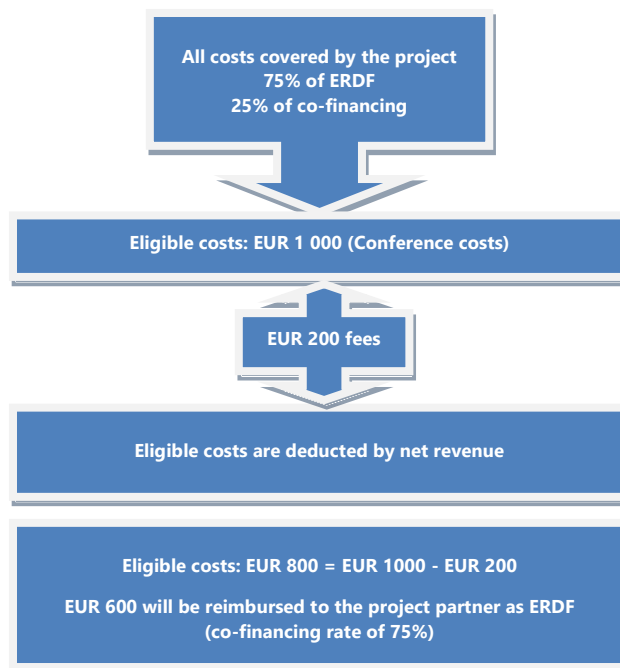 All costs covered by the project
75% of ERDF
25% of co-financing
Eligible costs: EUR 1 000 (Conference costs)
EUR 200 fees
Eligible costs are deducted by net revenue
Eligible costs: EUR 800 = EUR 1000 - EUR 200
EUR 600 will be reimbursed to the project partner as ERDF
(co-financing rate of 75%)